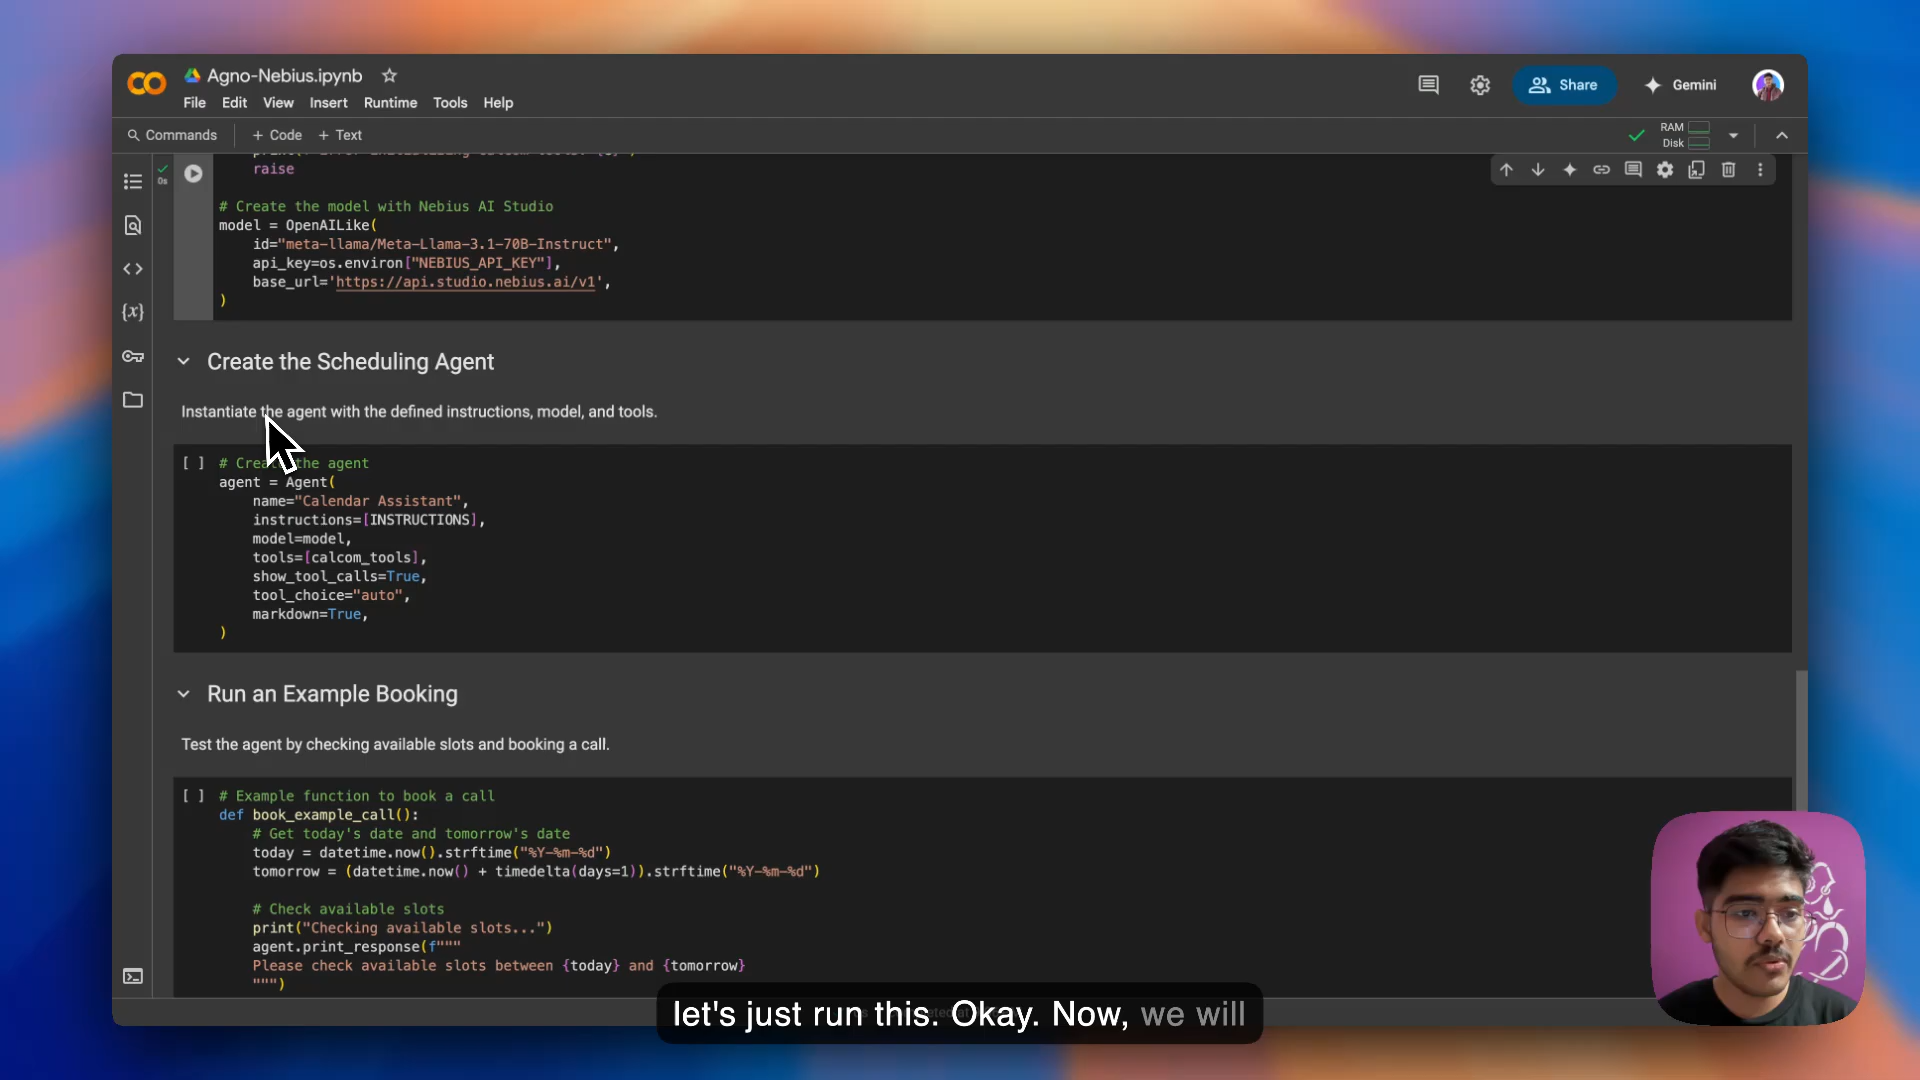 Agno-Nebius.ipynb
File Edit View Insert Runtime Tools Help
Share
Gemini
Commands
+ Code + Text
RAM
Disk
0s
raise
# Create the model with Nebius AI Studio
model = OpenAILike(
id="meta-llama/Meta-Llama-3.1-70B-Instruct",
api_key=os.environ["NEBIUS_API_KEY"],
base_url='https://api.studio.nebius.ai/v1',
)
Create the Scheduling Agent
Instantiate the agent with the defined instructions, model, and tools.
[ ] # Create the agent
agent = Agent(
name="Calendar Assistant",
instructions=[INSTRUCTIONS],
model=model,
tools=[calcom_tools],
show_tool_calls=True,
tool_choice="auto",
markdown=True,
)
Run an Example Booking
Test the agent by checking available slots and booking a call.
[ ] # Example function to book a call
def book_example_call():
# Get today's date and tomorrow's date
today = datetime.now().strftime("%Y-%m-%d")
tomorrow = (datetime.now() + timedelta(days=1)).strftime("%Y-%m-%d")
# Check available slots
print("Checking available slots...")
agent.print_response(f"""
Please check available slots between {today} and {tomorrow}
""")
let's just run this. Okay. Now, we will